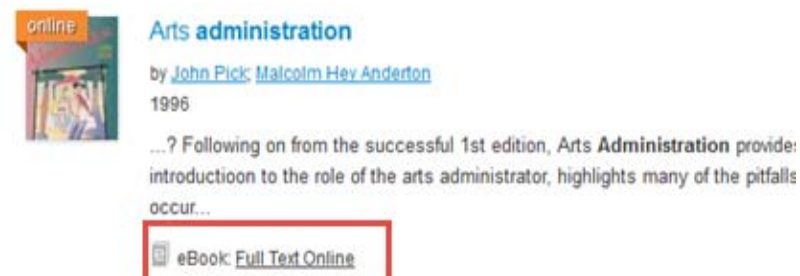 online
Arts administration
by John Pick; Malcolm Hey Anderton
1996
...? Following on from the successful 1st edition, Arts Administration provides
introductioon to the role of the arts administrator, highlights many of the pitfalls
occur...
eBook: Full Text Online